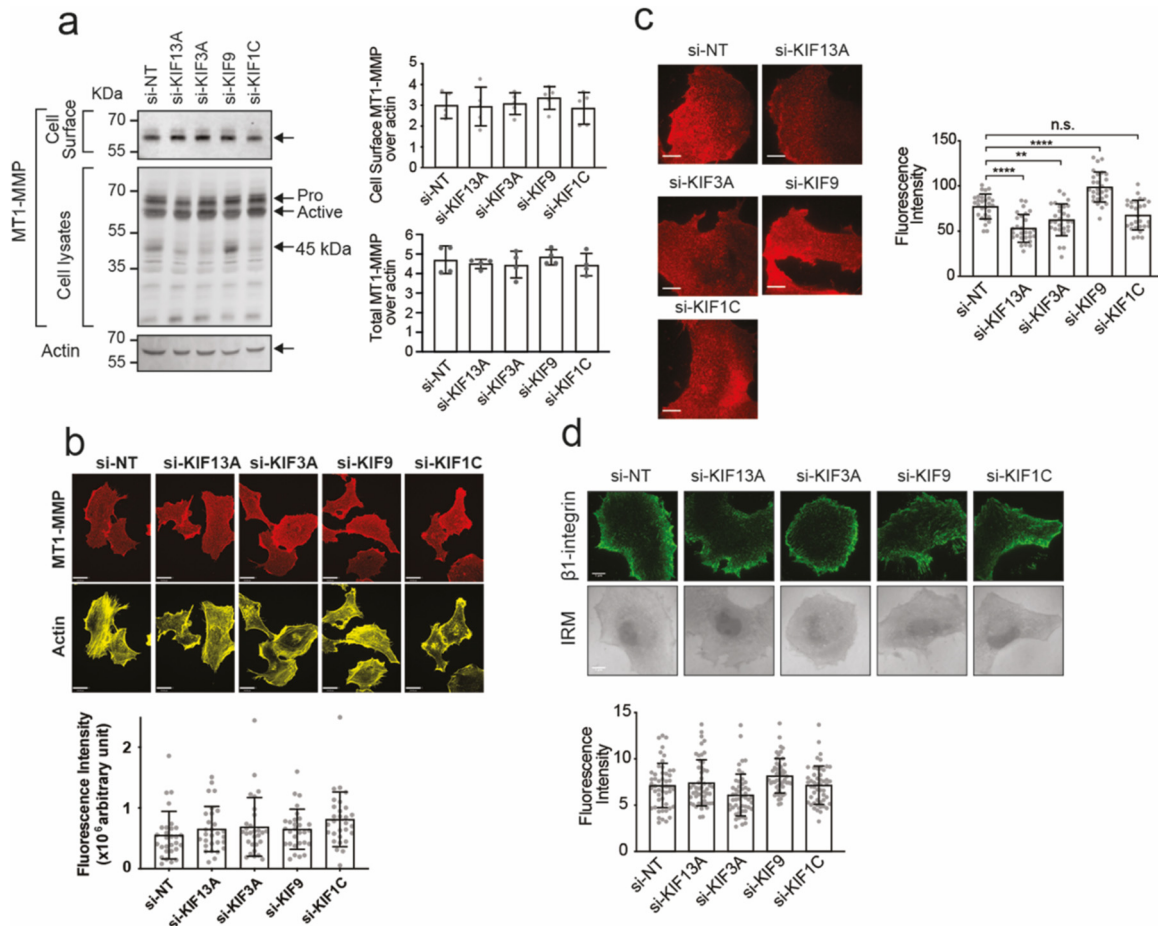 a
si-NT
si-KIF13A
si-KIF3A
si-KIF9
si-KIF1C
KDa
MT1-MMP
Cell Surface
70
55
Cell lysates
70
55
35
Pro
Active
45 kDa
Actin
70
55
Cell Surface MT1-MMP
over actin
5
4
3
2
1
0
si-NT
si-KIF13A
si-KIF3A
si-KIF9
si-KIF1C
Total MT1-MMP
over actin
6
5
4
3
2
1
0
si-NT
si-KIF13A
si-KIF3A
si-KIF9
si-KIF1C
b
si-NT si-KIF13A si-KIF3A si-KIF9 si-KIF1C
MT1-MMP
Actin
Fluorescence Intensity
(x10⁶ arbitrary unit)
2
1
0
si-NT
si-KIF13A
si-KIF3A
si-KIF9
si-KIF1C
c
si-NT si-KIF13A
si-KIF3A si-KIF9
si-KIF1C
Fluorescence
Intensity
150
100
50
0
n.s.
****
**
****
si-NT
si-KIF13A
si-KIF3A
si-KIF9
si-KIF1C
d
si-NT si-KIF13A si-KIF3A si-KIF9 si-KIF1C
β1-integrin
IRM
Fluorescence
Intensity
15
10
5
0
si-NT
si-KIF13A
si-KIF3A
si-KIF9
si-KIF1C